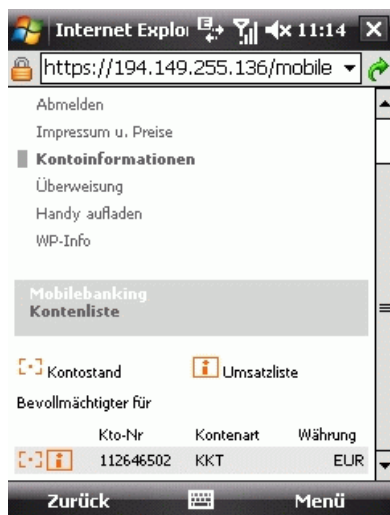 Internet Explo 11:14
https://194.149.255.136/mobile
Abmelden
Impressum u. Preise
Kontoinformationen
Überweisung
Handy aufladen
WP-Info
Mobilebanking
Kontenliste
Kontostand Umsatzliste
Bevollmächtigter für
Kto-Nr Kontenart Währung
112646502 KKT EUR
Zurück Menü